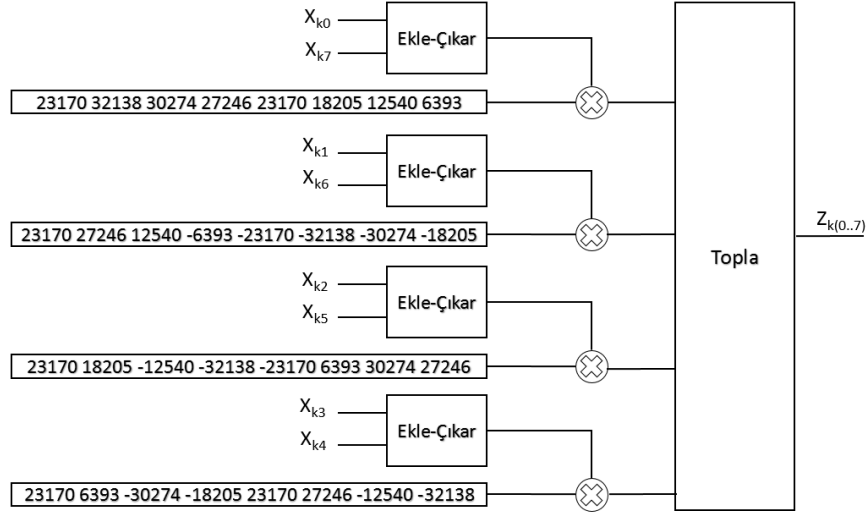 Xk0
Ekle-Çıkar
Xk7
23170 32138 30274 27246 23170 18205 12540 6393
Xk1
Ekle-Çıkar
Xk6
23170 27246 12540 -6393 -23170 -32138 -30274 -18205
Zk(0..7)
Topla
Xk2
Ekle-Çıkar
Xk5
23170 18205 -12540 -32138 -23170 6393 30274 27246
Xk3
Ekle-Çıkar
Xk4
23170 6393 -30274 -18205 23170 27246 -12540 -32138